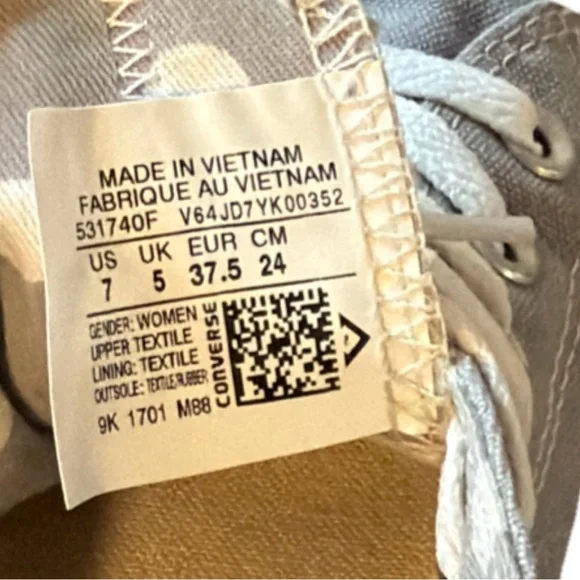 MADE IN VIETNAM
FABRIQUE AU VIETNAM
531740F V64JD7YK00352
US UK EUR CM
7 5 37.5 24
GENDER: WOMEN
UPPER TEXTILE
LINING: TEXTILE
OUTSOLE: TEXTILE/RUBBER
9K 1701 M88
CONVERSE